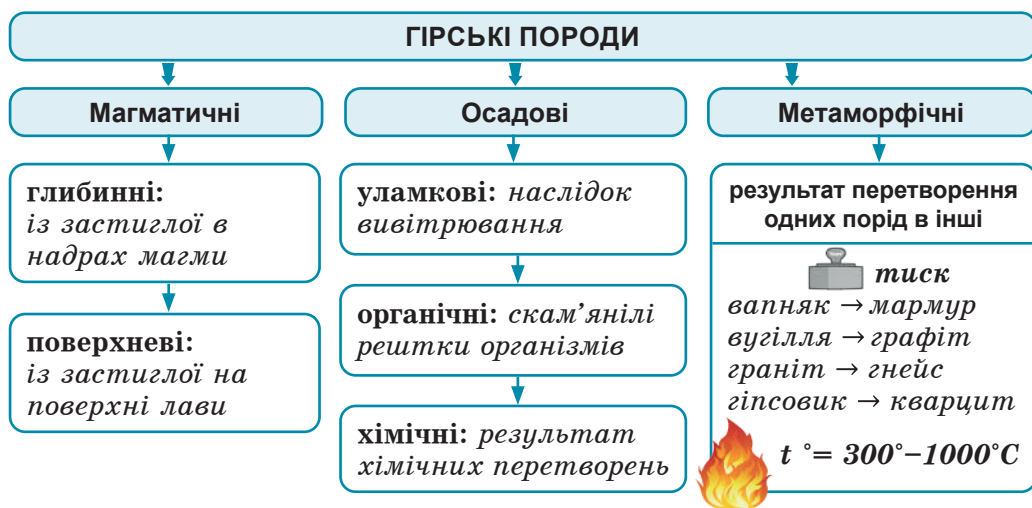 ГІРСЬКІ ПОРОДИ
Магматичні
глибинні:
із застиглої в
надрах магми
поверхневі:
із застиглої на
поверхні лави
Осадові
уламкові: наслідок
вивітрювання
органічні: скам’янілі
рештки організмів
хімічні: результат
хімічних перетворень
Метаморфічні
результат перетворення
одних порід в інші
тиск
вапняк → мармур
вугілля → графіт
граніт → гнейс
гіпсовик → кварцит
t °= 300°–1000°C